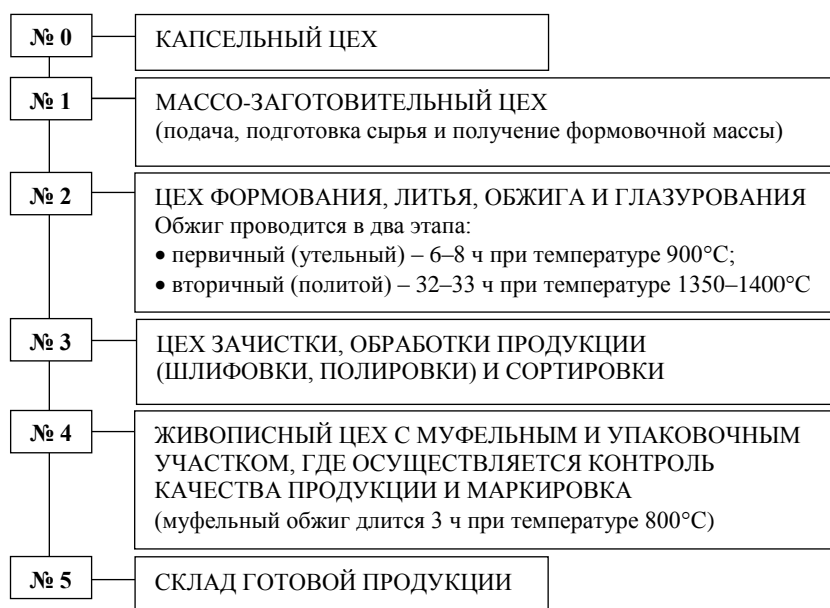 № 0
КАПСЕЛЬНЫЙ ЦЕХ
№ 1
МАССО-ЗАГОТОВИТЕЛЬНЫЙ ЦЕХ
(подача, подготовка сырья и получение формовочной массы)
№ 2
ЦЕХ ФОРМОВАНИЯ, ЛИТЬЯ, ОБЖИГА И ГЛАЗУРОВАНИЯ
Обжиг проводится в два этапа:
• первичный (утельный) – 6–8 ч при температуре 900°С;
• вторичный (политой) – 32–33 ч при температуре 1350–1400°С
№ 3
ЦЕХ ЗАЧИСТКИ, ОБРАБОТКИ ПРОДУКЦИИ
(ШЛИФОВКИ, ПОЛИРОВКИ) И СОРТИРОВКИ
№ 4
ЖИВОПИСНЫЙ ЦЕХ С МУФЕЛЬНЫМ И УПАКОВОЧНЫМ
УЧАСТКОМ, ГДЕ ОСУЩЕСТВЛЯЕТСЯ КОНТРОЛЬ
КАЧЕСТВА ПРОДУКЦИИ И МАРКИРОВКА
(муфельный обжиг длится 3 ч при температуре 800°С)
№ 5
СКЛАД ГОТОВОЙ ПРОДУКЦИИ